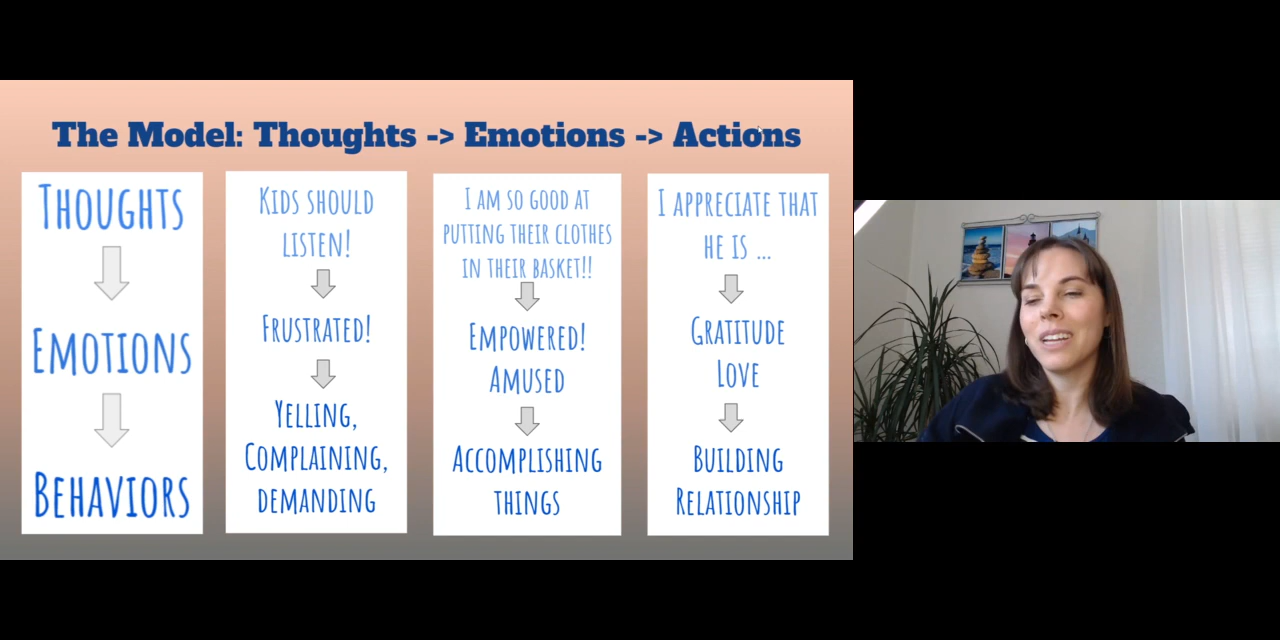 The Model: Thoughts -> Emotions -> Actions
THOUGHTS
EMOTIONS
BEHAVIORS
KIDS SHOULD
LISTEN!
FRUSTRATED!
YELLING,
COMPLAINING,
DEMANDING
I AM SO GOOD AT
PUTTING THEIR CLOTHES
IN THEIR BASKET!!
EMPOWERED!
AMUSED
ACCOMPLISHING
THINGS
I APPRECIATE THAT
HE IS ...
GRATITUDE
LOVE
BUILDING
RELATIONSHIP